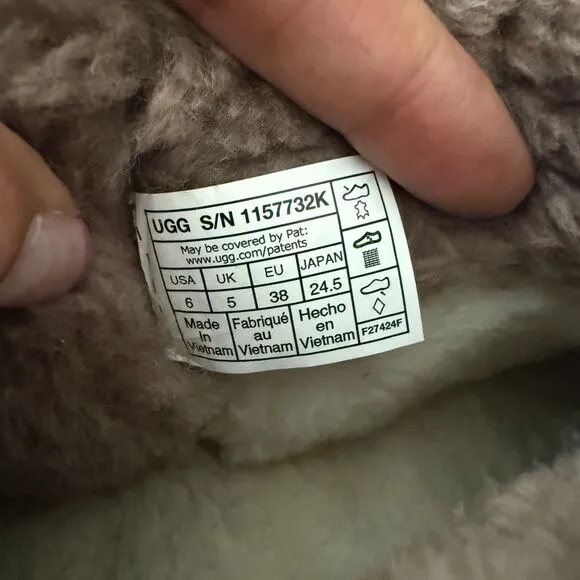 UGG S/N 1157732K
May be covered by Pat:
www.ugg.com/patents
USA UK EU JAPAN
6 5 38 24.5
Made In Vietnam
Fabriqué au Vietnam
Hecho en Vietnam
F27424F